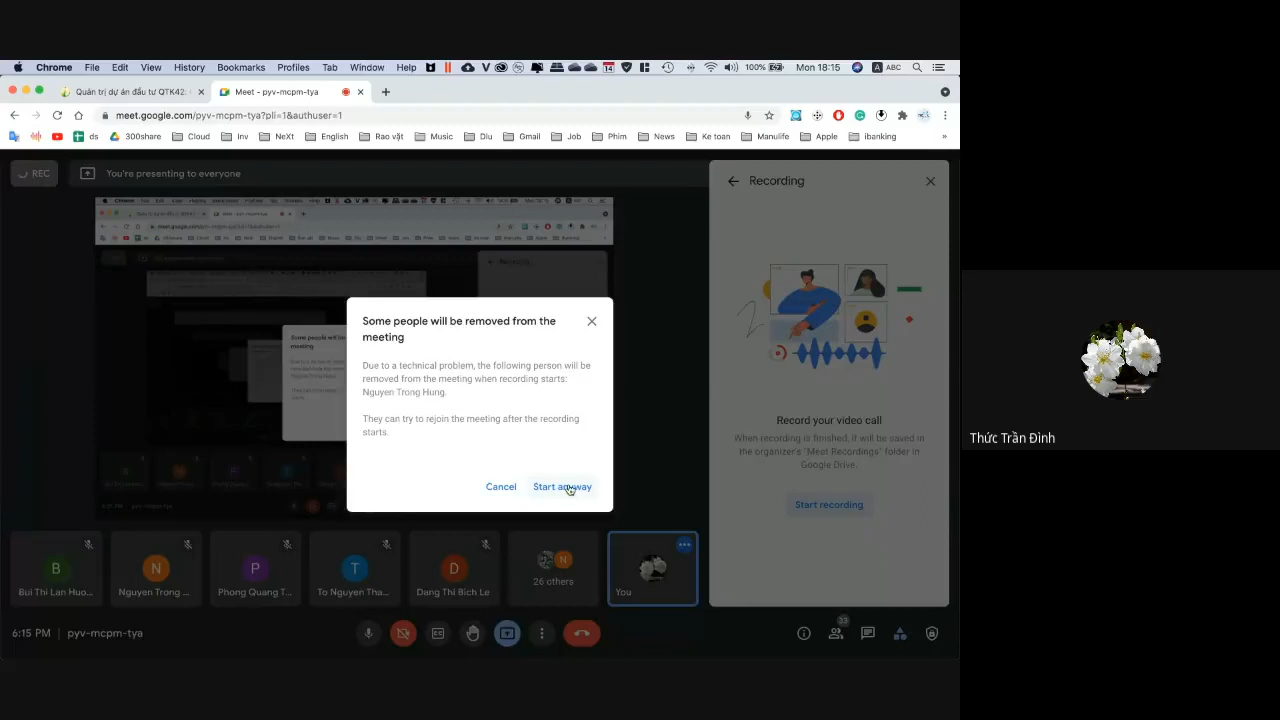 Chrome File Edit View History Bookmarks Profiles Tab Window Help 14 100% Mon 18:15 A ABC
Quản trị dự án đầu tư QTK42: Meet - pyv-mcpm-tya
meet.google.com/pyv-mcpm-tya?pli=1&authuser=1
ds 300share Cloud Inv NeXt English Rao vặt Music Dlu Gmail Job Phim News Ke toan Manulife Apple ibanking »
REC You're presenting to everyone
Recording
Some people will be removed from the
meeting
Due to a technical problem, the following person will be
removed from the meeting when recording starts:
Nguyen Trong Hung.
They can try to rejoin the meeting after the recording
starts.
Cancel Start anyway
Record your video call
When recording is finished, it will be saved in
the organizer's "Meet Recordings" folder in
Google Drive.
Start recording
B N P T D N
Bui Thi Lan Huo... Nguyen Trong ... Phong Quang T... To Nguyen Tha... Dang Thi Bich Le 26 others You
6:15 PM | pyv-mcpm-tya
33
Thức Trần Đình